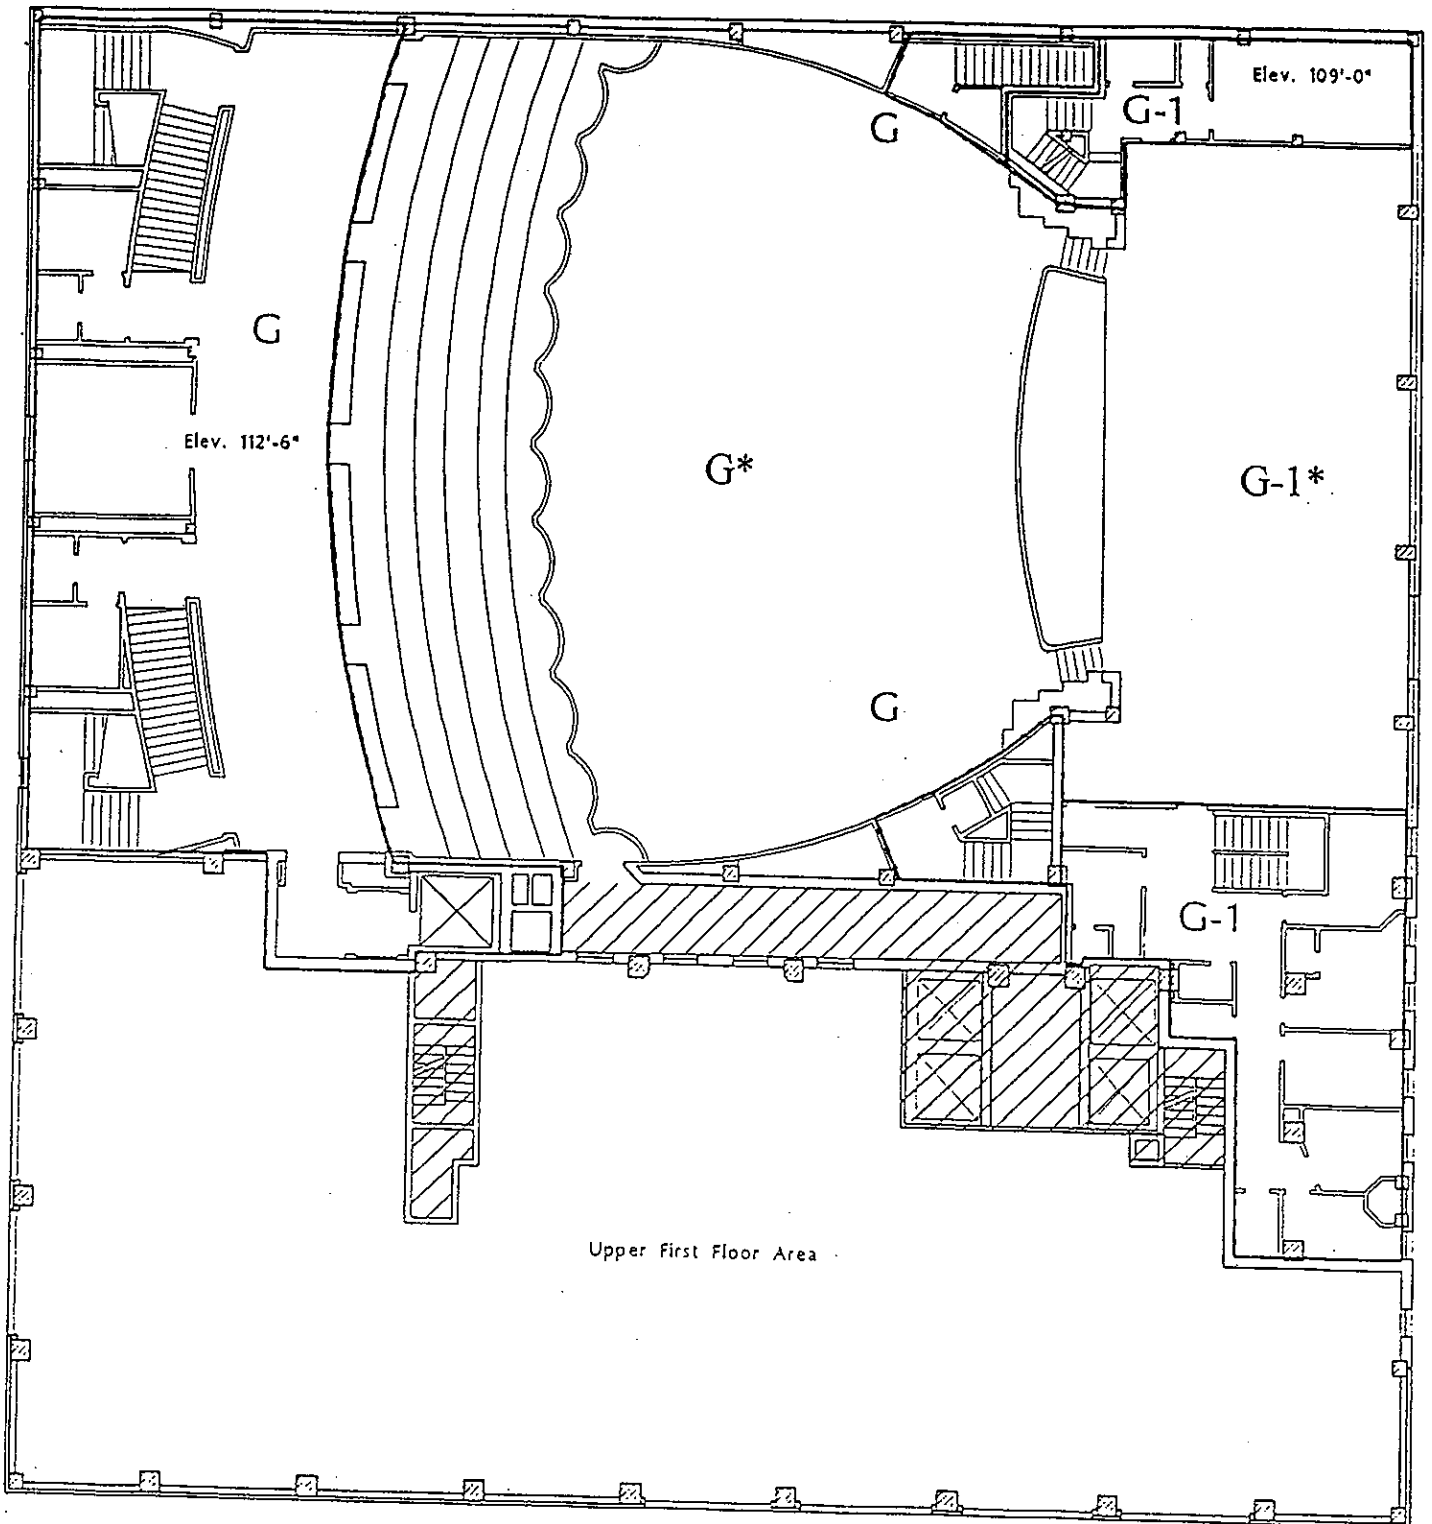 Elev. 109'-0"
G-1
G
G
Elev. 112'-6"
G*
G-1*
G
G-1
Upper First Floor Area